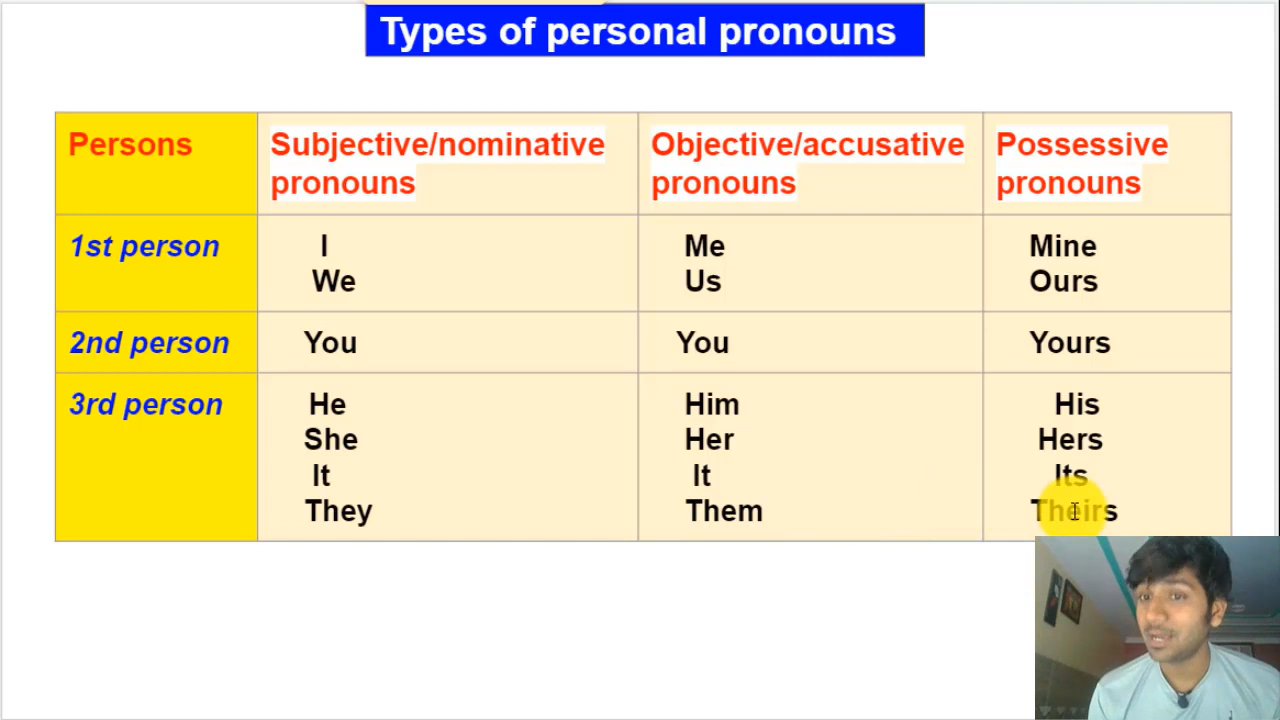 Types of personal pronouns
Persons
Subjective/nominative
pronouns
Objective/accusative
pronouns
Possessive
pronouns
1st person
I
We
Me
Us
Mine
Ours
2nd person
You
You
Yours
3rd person
He
She
It
They
Him
Her
It
Them
His
Hers
Its
Theirs